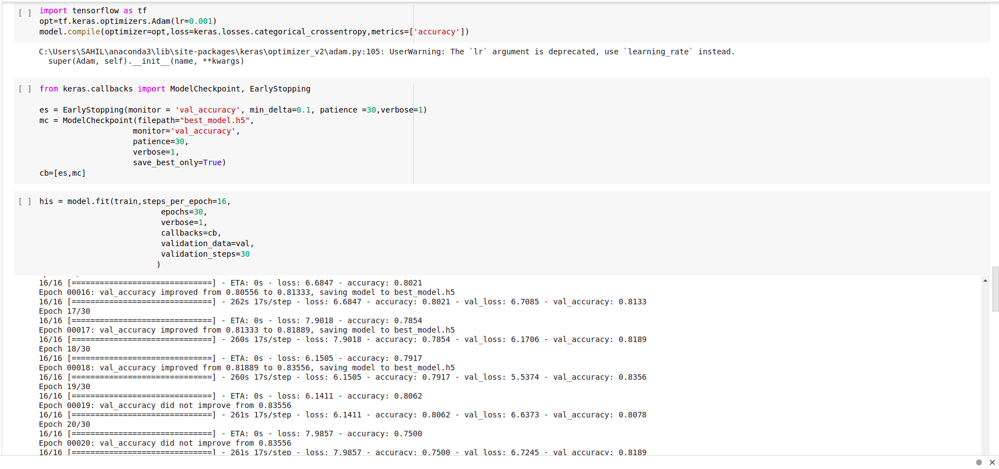 [ ] import tensorflow as tf
opt=tf.keras.optimizers.Adam(lr=0.001)
model.compile(optimizer=opt,loss=keras.losses.categorical_crossentropy,metrics=['accuracy'])
C:\Users\SAHIL\anaconda3\lib\site-packages\keras\optimizer_v2\adam.py:105: UserWarning: The `lr` argument is deprecated, use `learning_rate` instead.
  super(Adam, self).__init__(name, **kwargs)
[ ] from keras.callbacks import ModelCheckpoint, EarlyStopping
es = EarlyStopping(monitor = 'val_accuracy', min_delta=0.1, patience =30,verbose=1)
mc = ModelCheckpoint(filepath="best_model.h5",
                    monitor='val_accuracy',
                    patience=30,
                    verbose=1,
                    save_best_only=True)
cb=[es,mc]
[ ] his = model.fit(train,steps_per_epoch=16,
                          epochs=30,
                          verbose=1,
                          callbacks=cb,
                          validation_data=val,
                          validation_steps=30
                         )
16/16 [==============================] - ETA: 0s - loss: 6.6847 - accuracy: 0.8021
Epoch 00016: val_accuracy improved from 0.80556 to 0.81333, saving model to best_model.h5
16/16 [==============================] - 262s 17s/step - loss: 6.6847 - accuracy: 0.8021 - val_loss: 6.7085 - val_accuracy: 0.8133
Epoch 17/30
16/16 [==============================] - ETA: 0s - loss: 7.9018 - accuracy: 0.7854
Epoch 00017: val_accuracy improved from 0.81333 to 0.81889, saving model to best_model.h5
16/16 [==============================] - 260s 17s/step - loss: 7.9018 - accuracy: 0.7854 - val_loss: 6.1706 - val_accuracy: 0.8189
Epoch 18/30
16/16 [==============================] - ETA: 0s - loss: 6.1505 - accuracy: 0.7917
Epoch 00018: val_accuracy improved from 0.81889 to 0.83556, saving model to best_model.h5
16/16 [==============================] - 260s 17s/step - loss: 6.1505 - accuracy: 0.7917 - val_loss: 5.5374 - val_accuracy: 0.8356
Epoch 19/30
16/16 [==============================] - ETA: 0s - loss: 6.1411 - accuracy: 0.8062
Epoch 00019: val_accuracy did not improve from 0.83556
16/16 [==============================] - 261s 17s/step - loss: 6.1411 - accuracy: 0.8062 - val_loss: 6.6373 - val_accuracy: 0.8078
Epoch 20/30
16/16 [==============================] - ETA: 0s - loss: 7.9857 - accuracy: 0.7500
Epoch 00020: val_accuracy did not improve from 0.83556
16/16 [==============================] - 261s 17s/step - loss: 7.9857 - accuracy: 0.7500 - val_loss: 6.7245 - val_accuracy: 0.8189